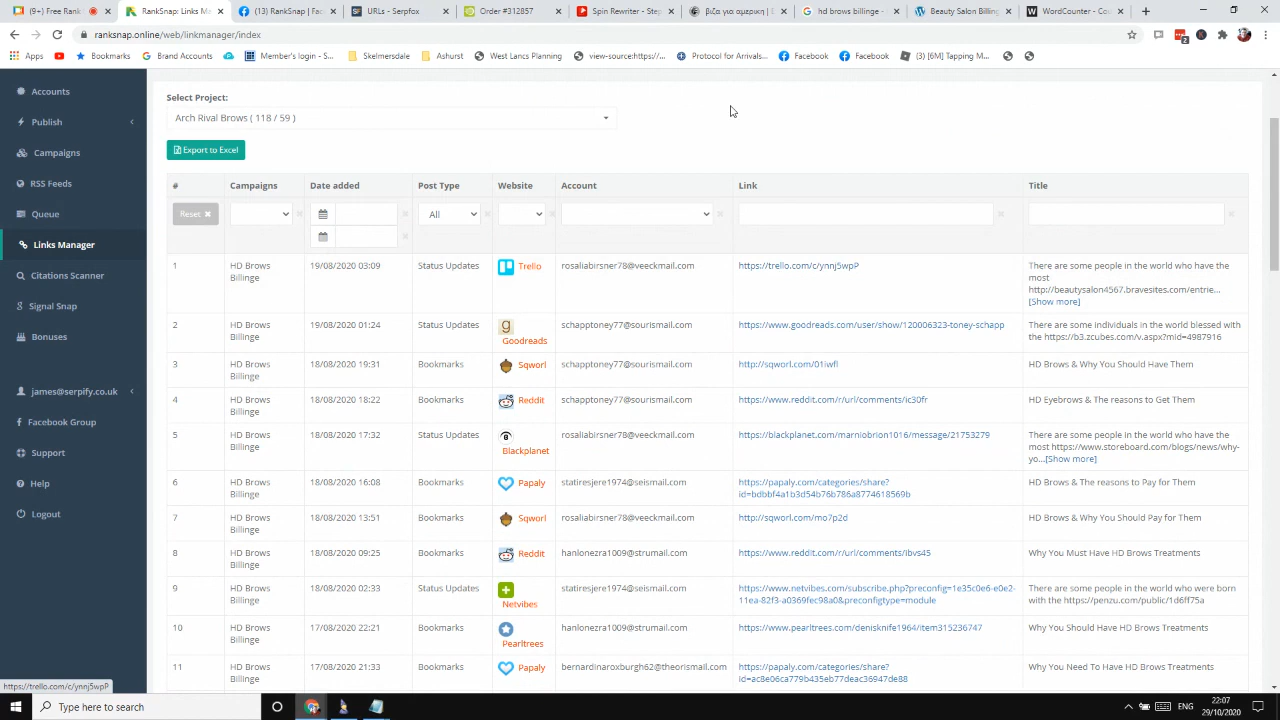 (9+) Free Rank
RankSnap: Links Ma
(13) RankSnap | Fac
URLs - Serpfox
Order #312857
Spin Rewriter - Step
βίζα για ομαρική | Ε
hd brows billinge -
Beauty Salon Billing
WordCounter - Cou
ranksnap.online/web/linkmanager/index
Apps
Google
Brand Accounts
Member's login - S...
Skelmersdale
Ashurst
West Lancs Planning
view-source:https://...
Protocol for Arrivals...
Facebook
Facebook
(3) [6M] Tapping M...
Accounts
Publish
Campaigns
RSS Feeds
Queue
Links Manager
Citations Scanner
Signal Snap
Bonuses
james@serpify.co.uk
Facebook Group
Support
Help
Logout
Select Project:
Arch Rival Brows ( 118 / 59 )
Export to Excel
# Campaigns Date added Post Type Website Account Link Title
Reset All
1 HD Brows Billinge 19/08/2020 03:09 Status Updates Trello rosaliabirsner78@veeckmail.com https://trello.com/c/ynnj5wpP There are some people in the world who have the
most
http://beautysalon4567.bravesites.com/entrie...
[Show more]
2 HD Brows Billinge 19/08/2020 01:24 Status Updates Goodreads schapptoney77@sourismail.com https://www.goodreads.com/user/show/120006323-toney-schapp There are some individuals in the world blessed with
the https://b3.zcubes.com/v.aspx?mid=4987916
3 HD Brows Billinge 18/08/2020 19:31 Bookmarks Sqworl schapptoney77@sourismail.com http://sqworl.com/01iwfl HD Brows & Why You Should Have Them
4 HD Brows Billinge 18/08/2020 18:22 Bookmarks Reddit schapptoney77@sourismail.com https://www.reddit.com/r/url/comments/ic30fr HD Eyebrows & The reasons to Get Them
5 HD Brows Billinge 18/08/2020 17:32 Status Updates Blackplanet rosaliabirsner78@veeckmail.com https://blackplanet.com/marniobrion1016/message/21753279 There are some people in the world who have the
most https://www.storeboard.com/blogs/news/why-
yo...[Show more]
6 HD Brows Billinge 18/08/2020 16:08 Bookmarks Papaly statiresjere1974@seismail.com https://papaly.com/categories/share?
id=bdbbf4a1b3d54b76b786a8774618569b HD Brows & The reasons to Pay for Them
7 HD Brows Billinge 18/08/2020 13:51 Bookmarks Sqworl rosaliabirsner78@veeckmail.com http://sqworl.com/mo7p2d HD Brows & Why You Should Pay for Them
8 HD Brows Billinge 18/08/2020 09:25 Bookmarks Reddit hanlonezra1009@strumail.com https://www.reddit.com/r/url/comments/ibvs45 Why You Must Have HD Brows Treatments
9 HD Brows Billinge 18/08/2020 02:33 Status Updates Netvibes statiresjere1974@seismail.com https://www.netvibes.com/subscribe.php?preconfig=1e35c0e6-e0e2-
11ea-82f3-a0369fec98a0&preconfigtype=module There are some people in the world who were born
with the https://penzu.com/public/1d6ff75a
10 HD Brows Billinge 17/08/2020 22:21 Bookmarks Pearltrees hanlonezra1009@strumail.com https://www.pearltrees.com/denisknife1964/item315236747 Why You Should Have HD Brows Treatments
11 HD Brows Billinge 17/08/2020 21:33 Bookmarks Papaly bernardinaroxburgh62@theorismail.com https://papaly.com/categories/share?
id=ac8e06ca779b435eb77deac36947de88 Why You Need To Have HD Brows Treatments
https://trello.com/c/ynnj5wpP
Type here to search
ENG
22:07
29/10/2020